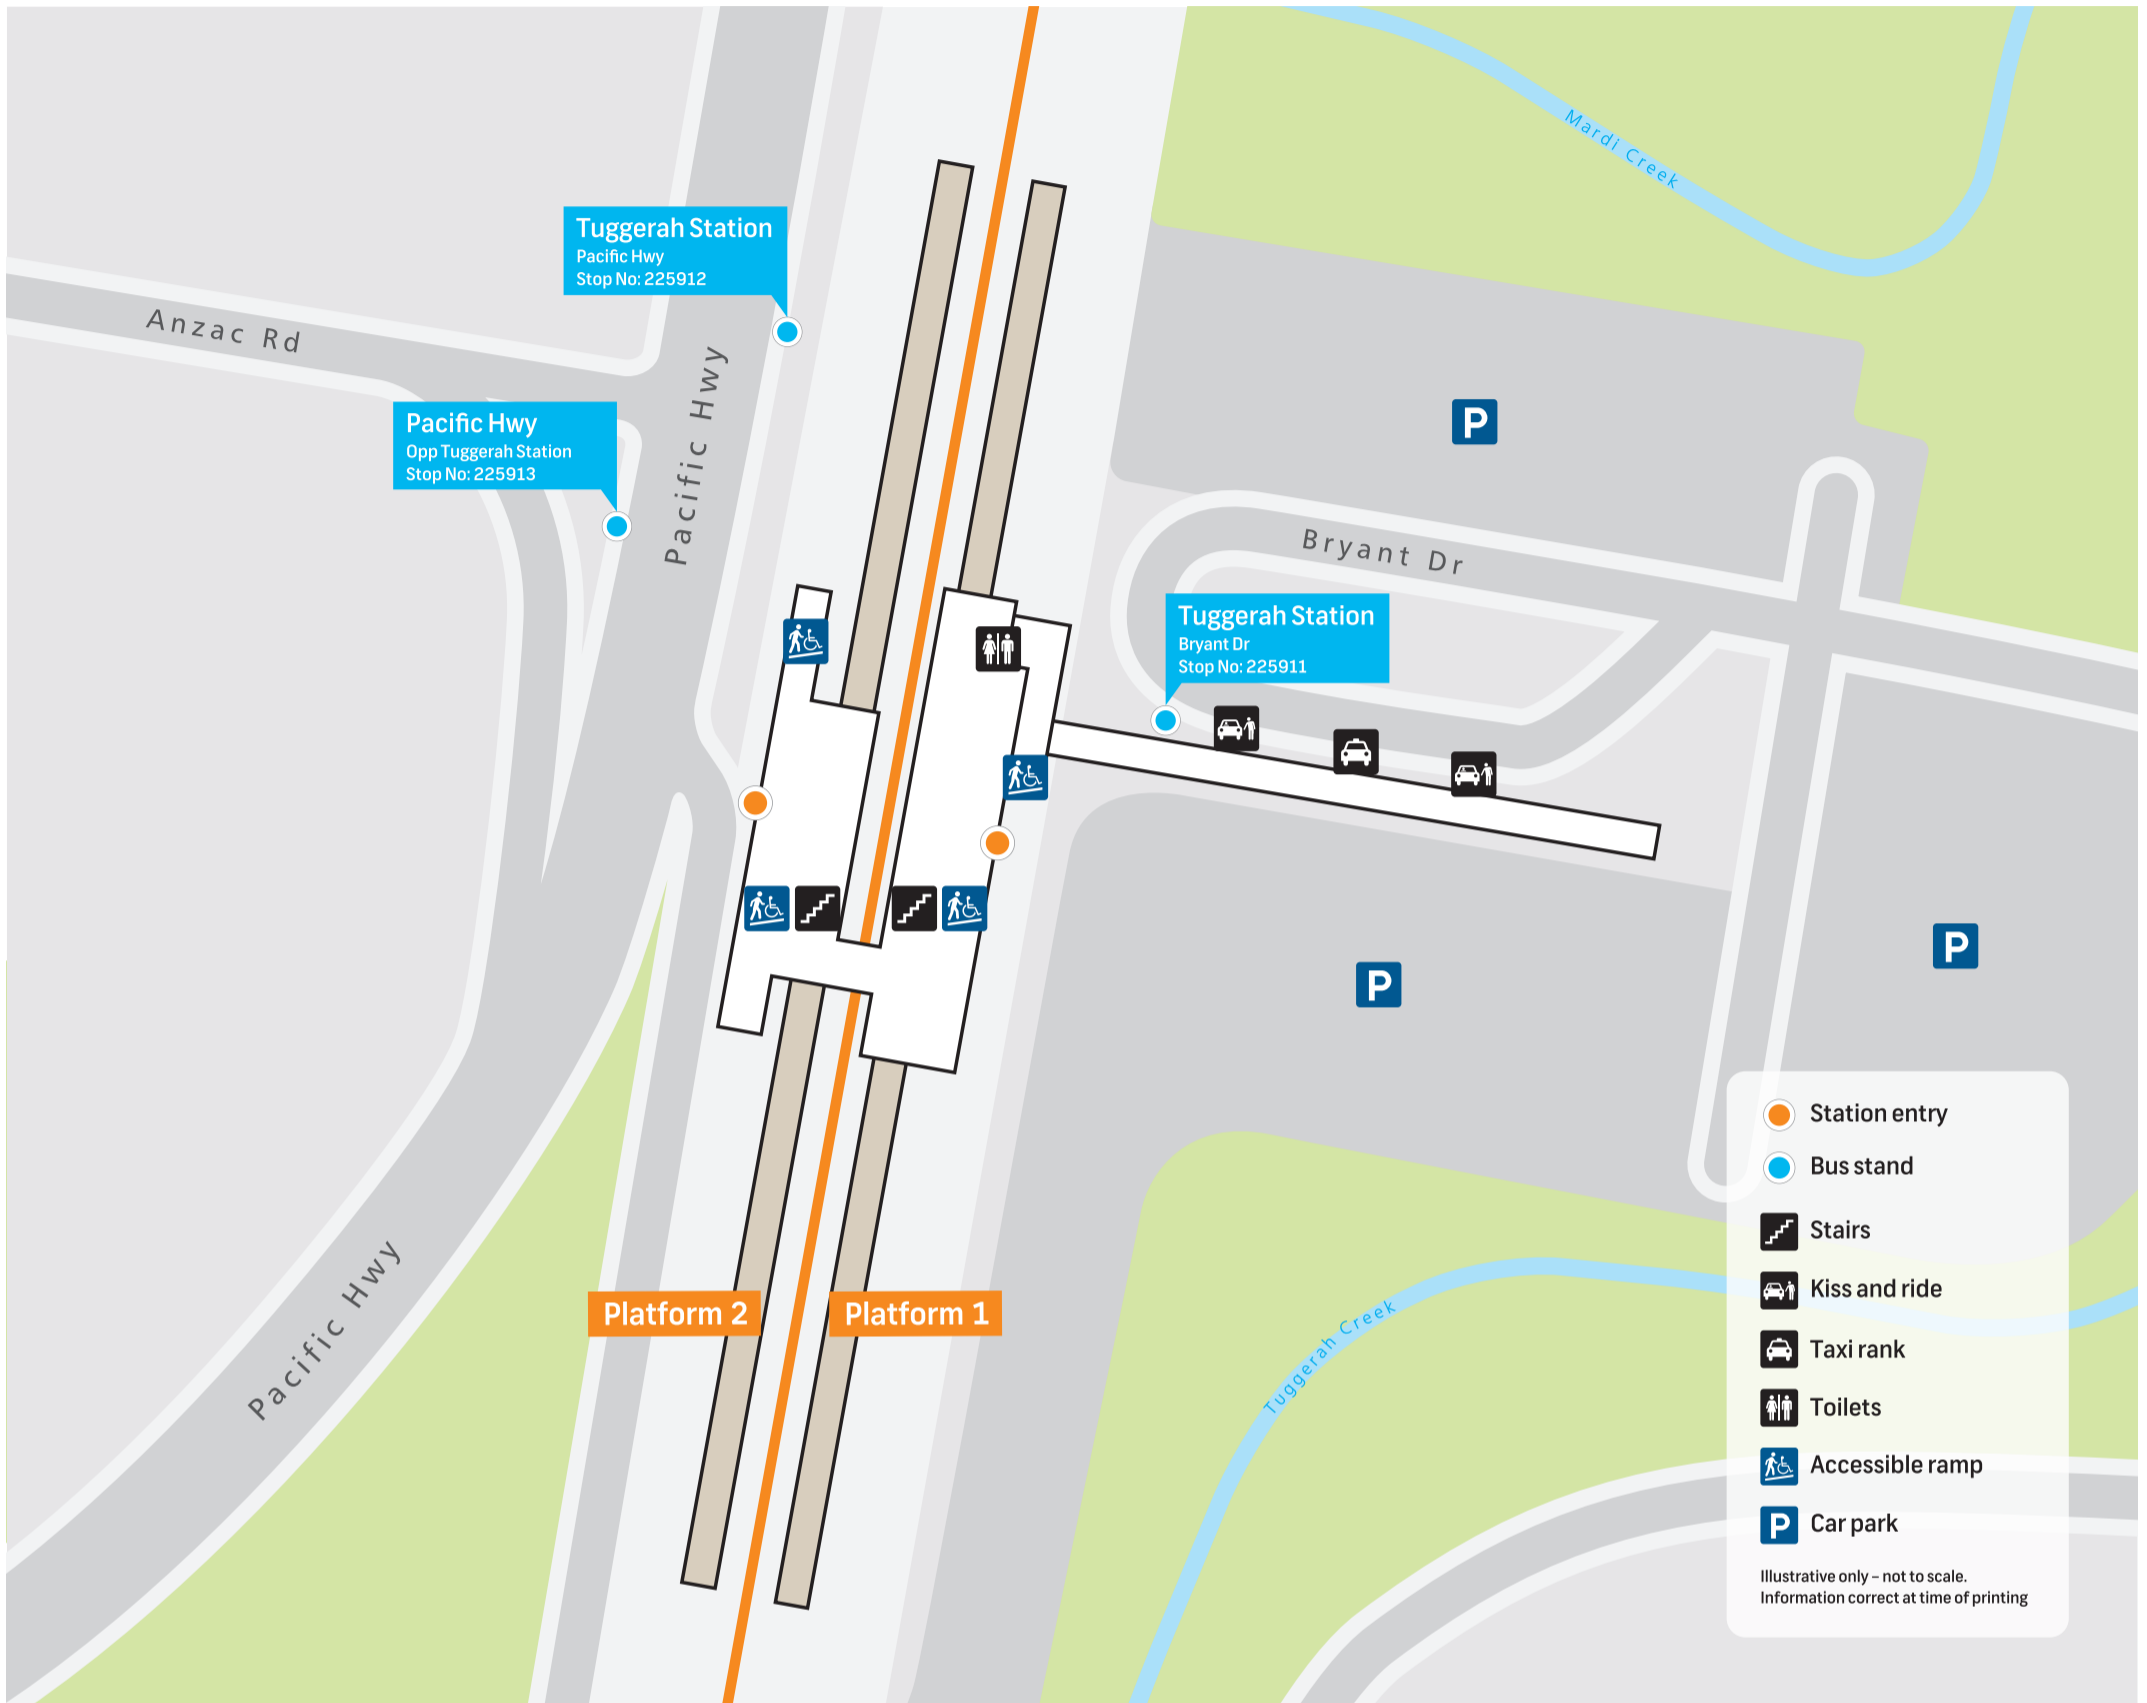 Mardi Creek
Tuggerah Station
Pacific Hwy
Stop No: 225912
Anzac Rd
Pacific Hwy
Pacific Hwy
Opp Tuggerah Station
Stop No: 225913
P
Bryant Dr
Tuggerah Station
Bryant Dr
Stop No: 225911
P
P
Pacific Hwy
Platform 2
Platform 1
Tuggerah Creek
Station entry
Bus stand
Stairs
Kiss and ride
Taxi rank
Toilets
Accessible ramp
P Car park
Illustrative only – not to scale.
Information correct at time of printing